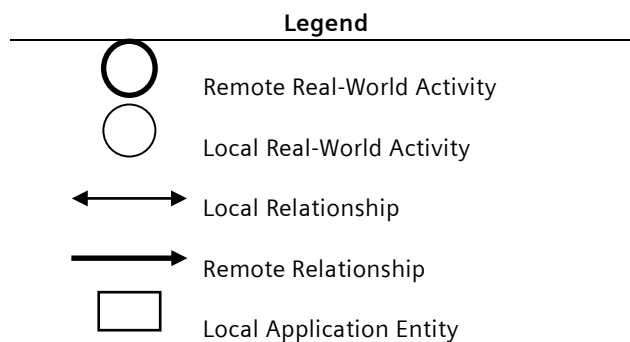 Legend
Remote Real-World Activity
Local Real-World Activity
Local Relationship
Remote Relationship
Local Application Entity